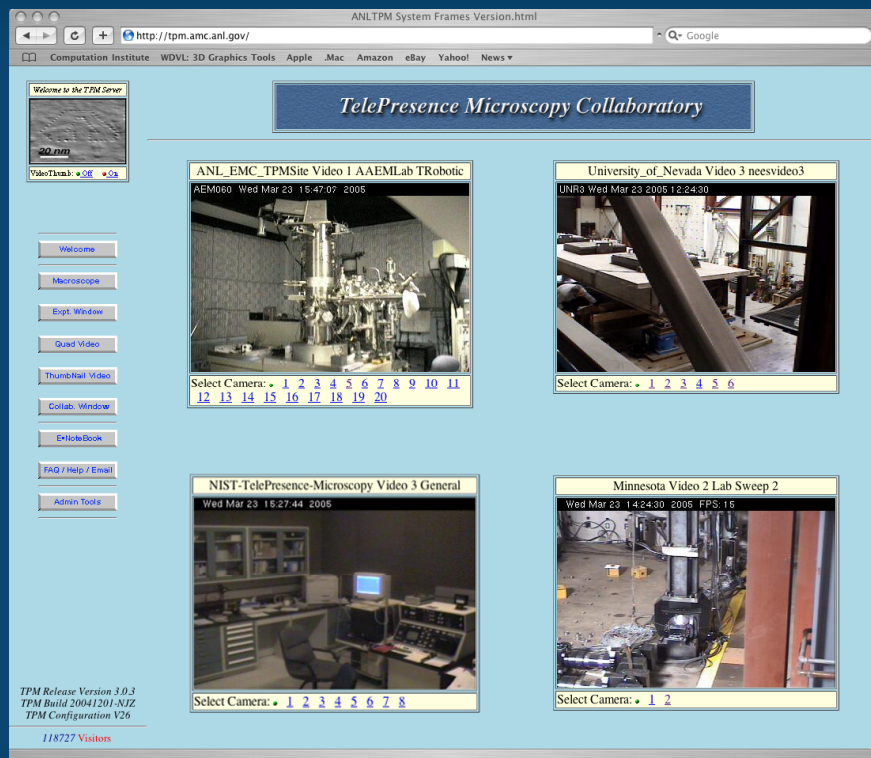 ANLTPM System Frames Version.html
http://tpm.amc.anl.gov/
Google
Computation Institute WDVL: 3D Graphics Tools Apple .Mac Amazon eBay Yahoo! News
Welcome to the TPM Server
20 nm
VideoThumb: Off On
Welcome
Macroscope
Expt. Window
Quad Video
ThumbNail Video
Collab. Window
E•NoteBook
FAQ / Help / Email
Admin Tools
TPM Release Version 3.0.3
TPM Build 20041201-NJZ
TPM Configuration V26
118727 Visitors
TelePresence Microscopy Collaboratory
ANL_EMC_TPMSite Video 1 AAEMLab TRobotic
AEM060 Wed Mar 23 15:47:07 2005
Select Camera: 1 2 3 4 5 6 7 8 9 10 11
12 13 14 15 16 17 18 19 20
University_of_Nevada Video 3 neesvideo3
UNR3 Wed Mar 23 2005 12:24:30
Select Camera: 1 2 3 4 5 6
NIST-TelePresence-Microscopy Video 3 General
Wed Mar 23 15:27:44 2005
Select Camera: 1 2 3 4 5 6 7 8
Minnesota Video 2 Lab Sweep 2
Wed Mar 23 14:24:30 2005 FPS: 15
Select Camera: 1 2